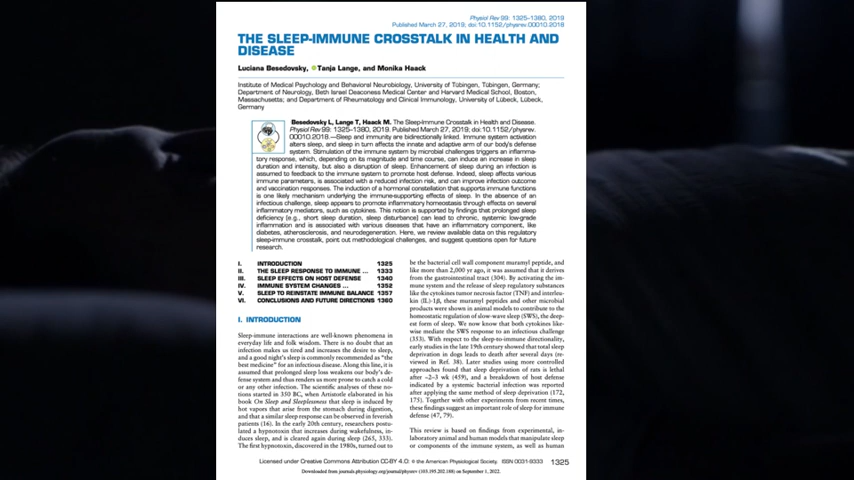 Physiol Rev 99: 1325–1380, 2019
Published March 27, 2019; doi:10.1152/physrev.00010.2018
THE SLEEP-IMMUNE CROSSTALK IN HEALTH AND
DISEASE
Luciana Besedovsky, Tanja Lange, and Monika Haack
Institute of Medical Psychology and Behavioral Neurobiology, University of Tübingen, Tübingen, Germany;
Department of Neurology, Beth Israel Deaconess Medical Center and Harvard Medical School, Boston,
Massachusetts; and Department of Rheumatology and Clinical Immunology, University of Lübeck, Lübeck,
Germany
Besedovsky L, Lange T, Haack M. The Sleep-Immune Crosstalk in Health and Disease.
Physiol Rev 99: 1325–1380, 2019. Published March 27, 2019; doi:10.1152/physrev.
00010.2018.—Sleep and immunity are bidirectionally linked. Immune system activation
alters sleep, and sleep in turn affects the innate and adaptive arm of our body's defense
system. Stimulation of the immune system by microbial challenges triggers an inflamma-
tory response, which, depending on its magnitude and time course, can induce an increase in sleep
duration and intensity, but also a disruption of sleep. Enhancement of sleep during an infection is
assumed to feedback to the immune system to promote host defense. Indeed, sleep affects various
immune parameters, is associated with a reduced infection risk, and can improve infection outcome
and vaccination responses. The induction of a hormonal constellation that supports immune functions
is one likely mechanism underlying the immune-supporting effects of sleep. In the absence of an
infectious challenge, sleep appears to promote inflammatory homeostasis through effects on several
inflammatory mediators, such as cytokines. This notion is supported by findings that prolonged sleep
deficiency (e.g., short sleep duration, sleep disturbance) can lead to chronic, systemic low-grade
inflammation and is associated with various diseases that have an inflammatory component, like
diabetes, atherosclerosis, and neurodegeneration. Here, we review available data on this regulatory
sleep-immune crosstalk, point out methodological challenges, and suggest questions open for future
research.
I. INTRODUCTION 1325
II. THE SLEEP RESPONSE TO IMMUNE ... 1333
III. SLEEP EFFECTS ON HOST DEFENSE 1340
IV. IMMUNE SYSTEM CHANGES ... 1352
V. SLEEP TO REINSTATE IMMUNE BALANCE 1357
VI. CONCLUSIONS AND FUTURE DIRECTIONS 1360
I. INTRODUCTION
Sleep-immune interactions are well-known phenomena in
everyday life and folk wisdom. There is no doubt that an
infection makes us tired and increases the desire to sleep,
and a good night's sleep is commonly recommended as "the
best medicine" for an infectious disease. Along this line, it is
assumed that prolonged sleep loss weakens our body's de-
fense system and thus renders us more prone to catch a cold
or any other infection. The scientific analyses of these no-
tions started in 350 BC, when Aristotle elaborated in his
book On Sleep and Sleeplessness that sleep is induced by
hot vapors that arise from the stomach during digestion,
and that a similar sleep response can be observed in feverish
patients (16). In the early 20th century, researchers postu-
lated a hypnotoxin that increases during wakefulness, in-
duces sleep, and is cleared again during sleep (265, 333).
The first hypnotoxin, discovered in the 1980s, turned out to
be the bacterial cell wall component muramyl peptide, and
like more than 2,000 yr ago, it was assumed that it derives
from the gastrointestinal tract (304). By activating the im-
mune system and the release of sleep regulatory substances
like the cytokines tumor necrosis factor (TNF) and interleu-
kin (IL)-1β, these muramyl peptides and other microbial
products were shown in animal models to contribute to the
homeostatic regulation of slow-wave sleep (SWS), the deep-
est form of sleep. We now know that both cytokines like-
wise mediate the SWS response to an infectious challenge
(353). With respect to the sleep-to-immune directionality,
early studies in the late 19th century showed that total sleep
deprivation in dogs leads to death after several days (re-
viewed in Ref. 38). Later studies using more controlled
approaches found that sleep deprivation of rats is lethal
after ~2–3 wk (459), and a breakdown of host defense
indicated by a systemic bacterial infection was reported
after applying the same method of sleep deprivation (172,
175). Together with other experiments from recent times,
these findings suggest an important role of sleep for immune
defense (47, 79).
This review is based on findings from experimental, in-
laboratory animal and human models that manipulate sleep
or components of the immune system, as well as human
Licensed under Creative Commons Attribution CC-BY 4.0: © the American Physiological Society. ISSN 0031-9333 1325
Downloaded from journals.physiology.org/journal/physrev (103.195.202.188) on September 1, 2022.